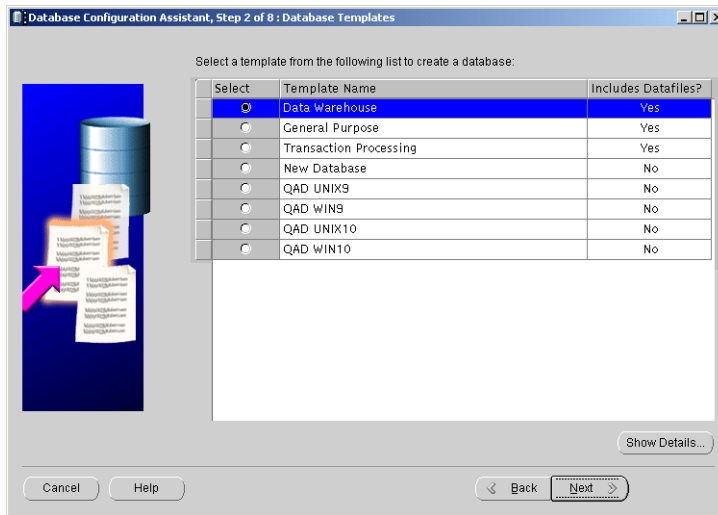 Database Configuration Assistant, Step 2 of 8 : Database Templates
Select a template from the following list to create a database:
Select Template Name Includes Datafiles?
Data Warehouse Yes
General Purpose Yes
Transaction Processing Yes
New Database No
QAD UNIX9 No
QAD WIN9 No
QAD UNIX10 No
QAD WIN10 No
Show Details...
Cancel Help Back Next